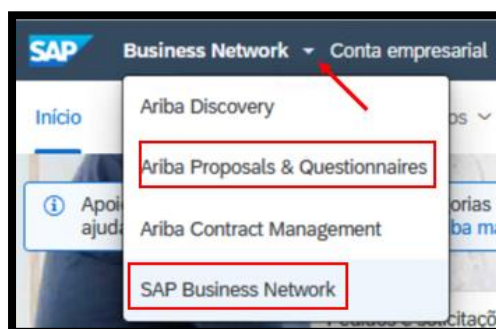 SAP Business Network Conta empresarial
Início
Ariba Discovery
Ariba Proposals & Questionnaires
Ariba Contract Management
SAP Business Network